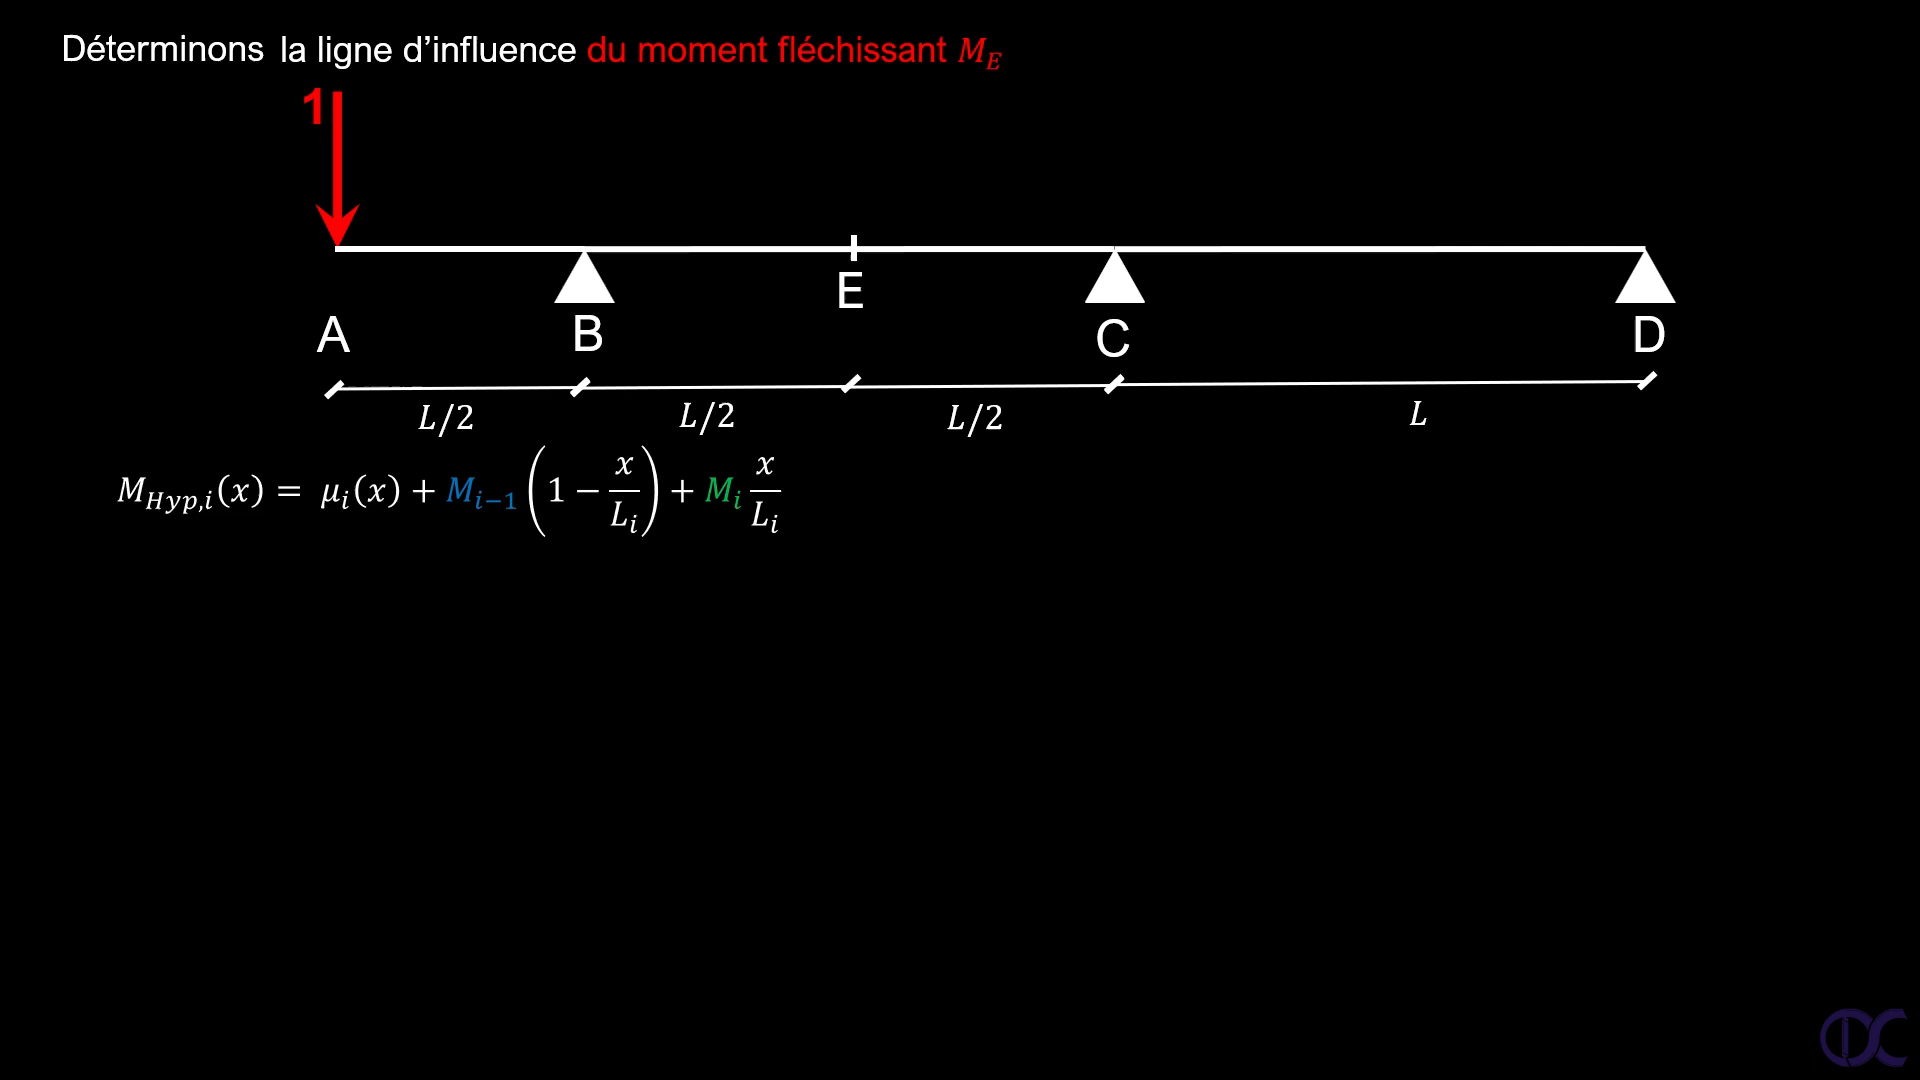 Déterminons la ligne d’influence du moment fléchissant M_E
1
E
A B C D
L/2 L/2 L/2 L
M_{Hyp,i}(x) = μ_i(x) + M_{i−1}(1 − x/L_i) + M_i x/L_i